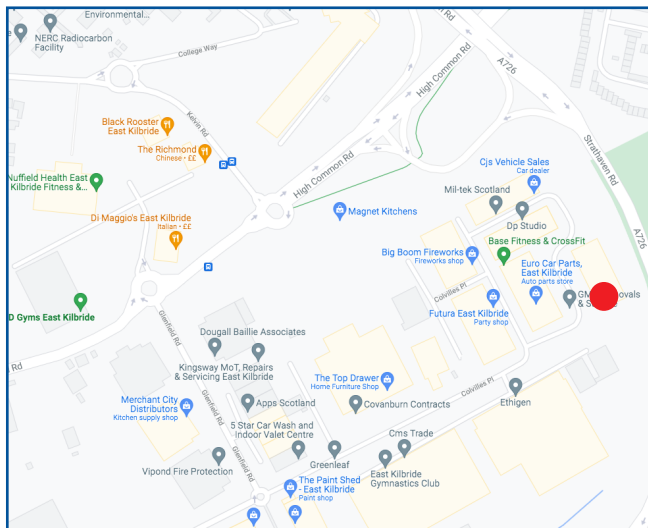 Environmental...
NERC Radiocarbon
Facility
College Way
High Common Rd
A726
Black Rooster
East Kilbride
Kelvin Rd
The Richmond
Chinese • ££
Strathaven Rd
High Common Rd
Cjs Vehicle Sales
Car dealer
Nuffield Health East
Kilbride Fitness &...
Mil-tek Scotland
Magnet Kitchens
Dp Studio
Di Maggio's East Kilbride
Italian • ££
A726
Base Fitness & CrossFit
Big Boom Fireworks
Fireworks shop
Euro Car Parts,
East Kilbride
Auto parts store
Colvilles Pl
D Gyms East Kilbride
Glenfield Rd
Futura East Kilbride
Party shop
& S
Dougall Baillie Associates
Rd
Kingsway MoT, Repairs
& Servicing East Kilbride
The Top Drawer
Home Furniture Shop
Colvilles Pl
Ethigen
Merchant City
Distributors
Kitchen supply shop
Glenfield Rd
Apps Scotland
Covanburn Contracts
5 Star Car Wash and
Indoor Valet Centre
Cms Trade
Glenfield Rd
Vipond Fire Protection
Greenleaf
East Kilbride
Gymnastics Club
The Paint Shed
- East Kilbride
Paint shop